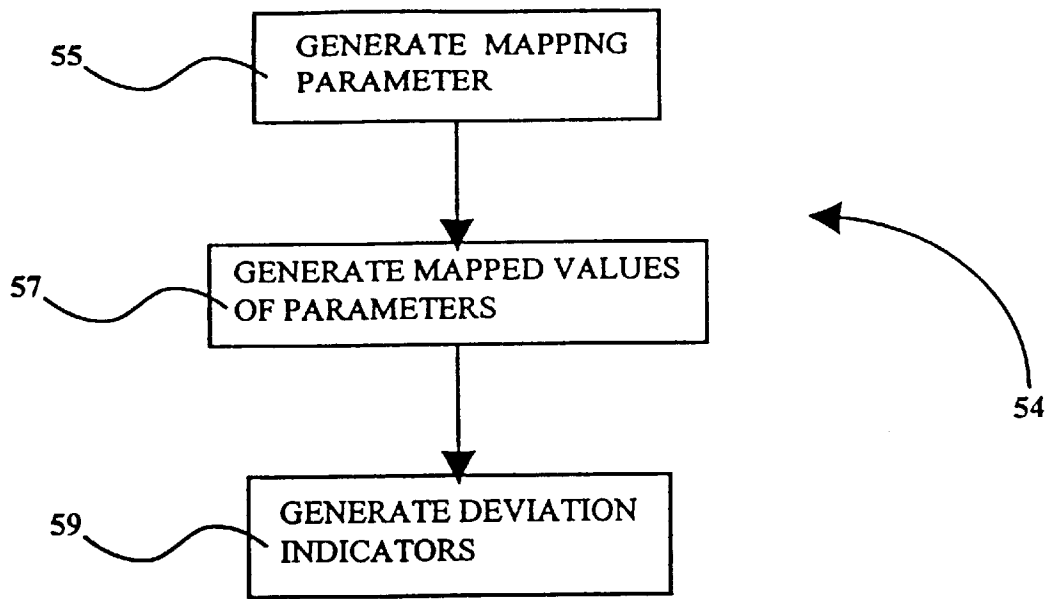 55
GENERATE MAPPING
PARAMETER
57
GENERATE MAPPED VALUES
OF PARAMETERS
54
59
GENERATE DEVIATION
INDICATORS